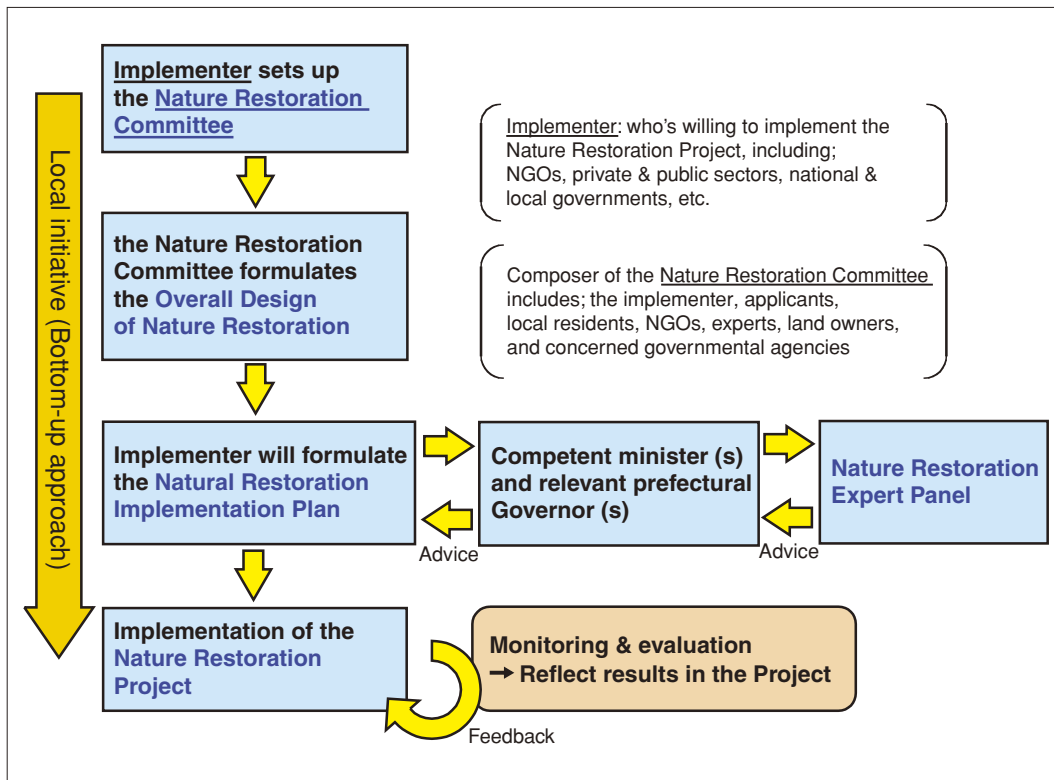 Local initiative (Bottom-up approach)
Implementer sets up
the Nature Restoration
Committee
Implementer: who's willing to implement the
Nature Restoration Project, including;
NGOs, private & public sectors, national &
local governments, etc.
the Nature Restoration
Committee formulates
the Overall Design
of Nature Restoration
Composer of the Nature Restoration Committee
includes; the implementer, applicants,
local residents, NGOs, experts, land owners,
and concerned governmental agencies
Implementer will formulate
the Natural Restoration
Implementation Plan
Competent minister (s)
and relevant prefectural
Governor (s)
Nature Restoration
Expert Panel
Advice
Advice
Implementation of the
Nature Restoration
Project
Monitoring & evaluation
→ Reflect results in the Project
Feedback